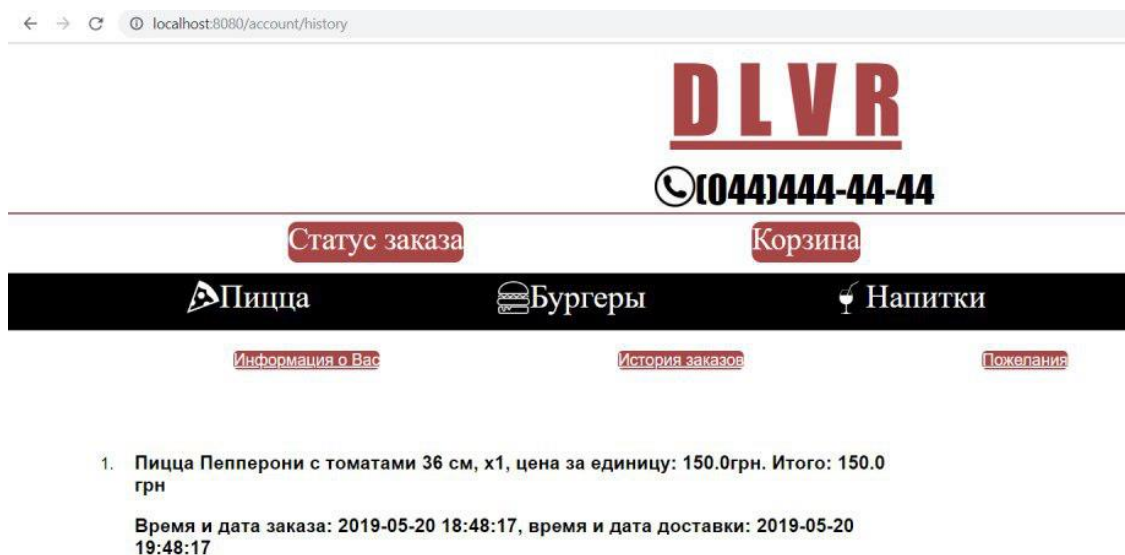 localhost:8080/account/history
DLVR
(044)444-44-44
Статус заказа Корзина
Пицца Бургеры Напитки
Информация о Вас История заказов Пожелания
1. Пицца Пепперони с томатами 36 см, x1, цена за единицу: 150.0грн. Итого: 150.0
грн
Время и дата заказа: 2019-05-20 18:48:17, время и дата доставки: 2019-05-20
19:48:17